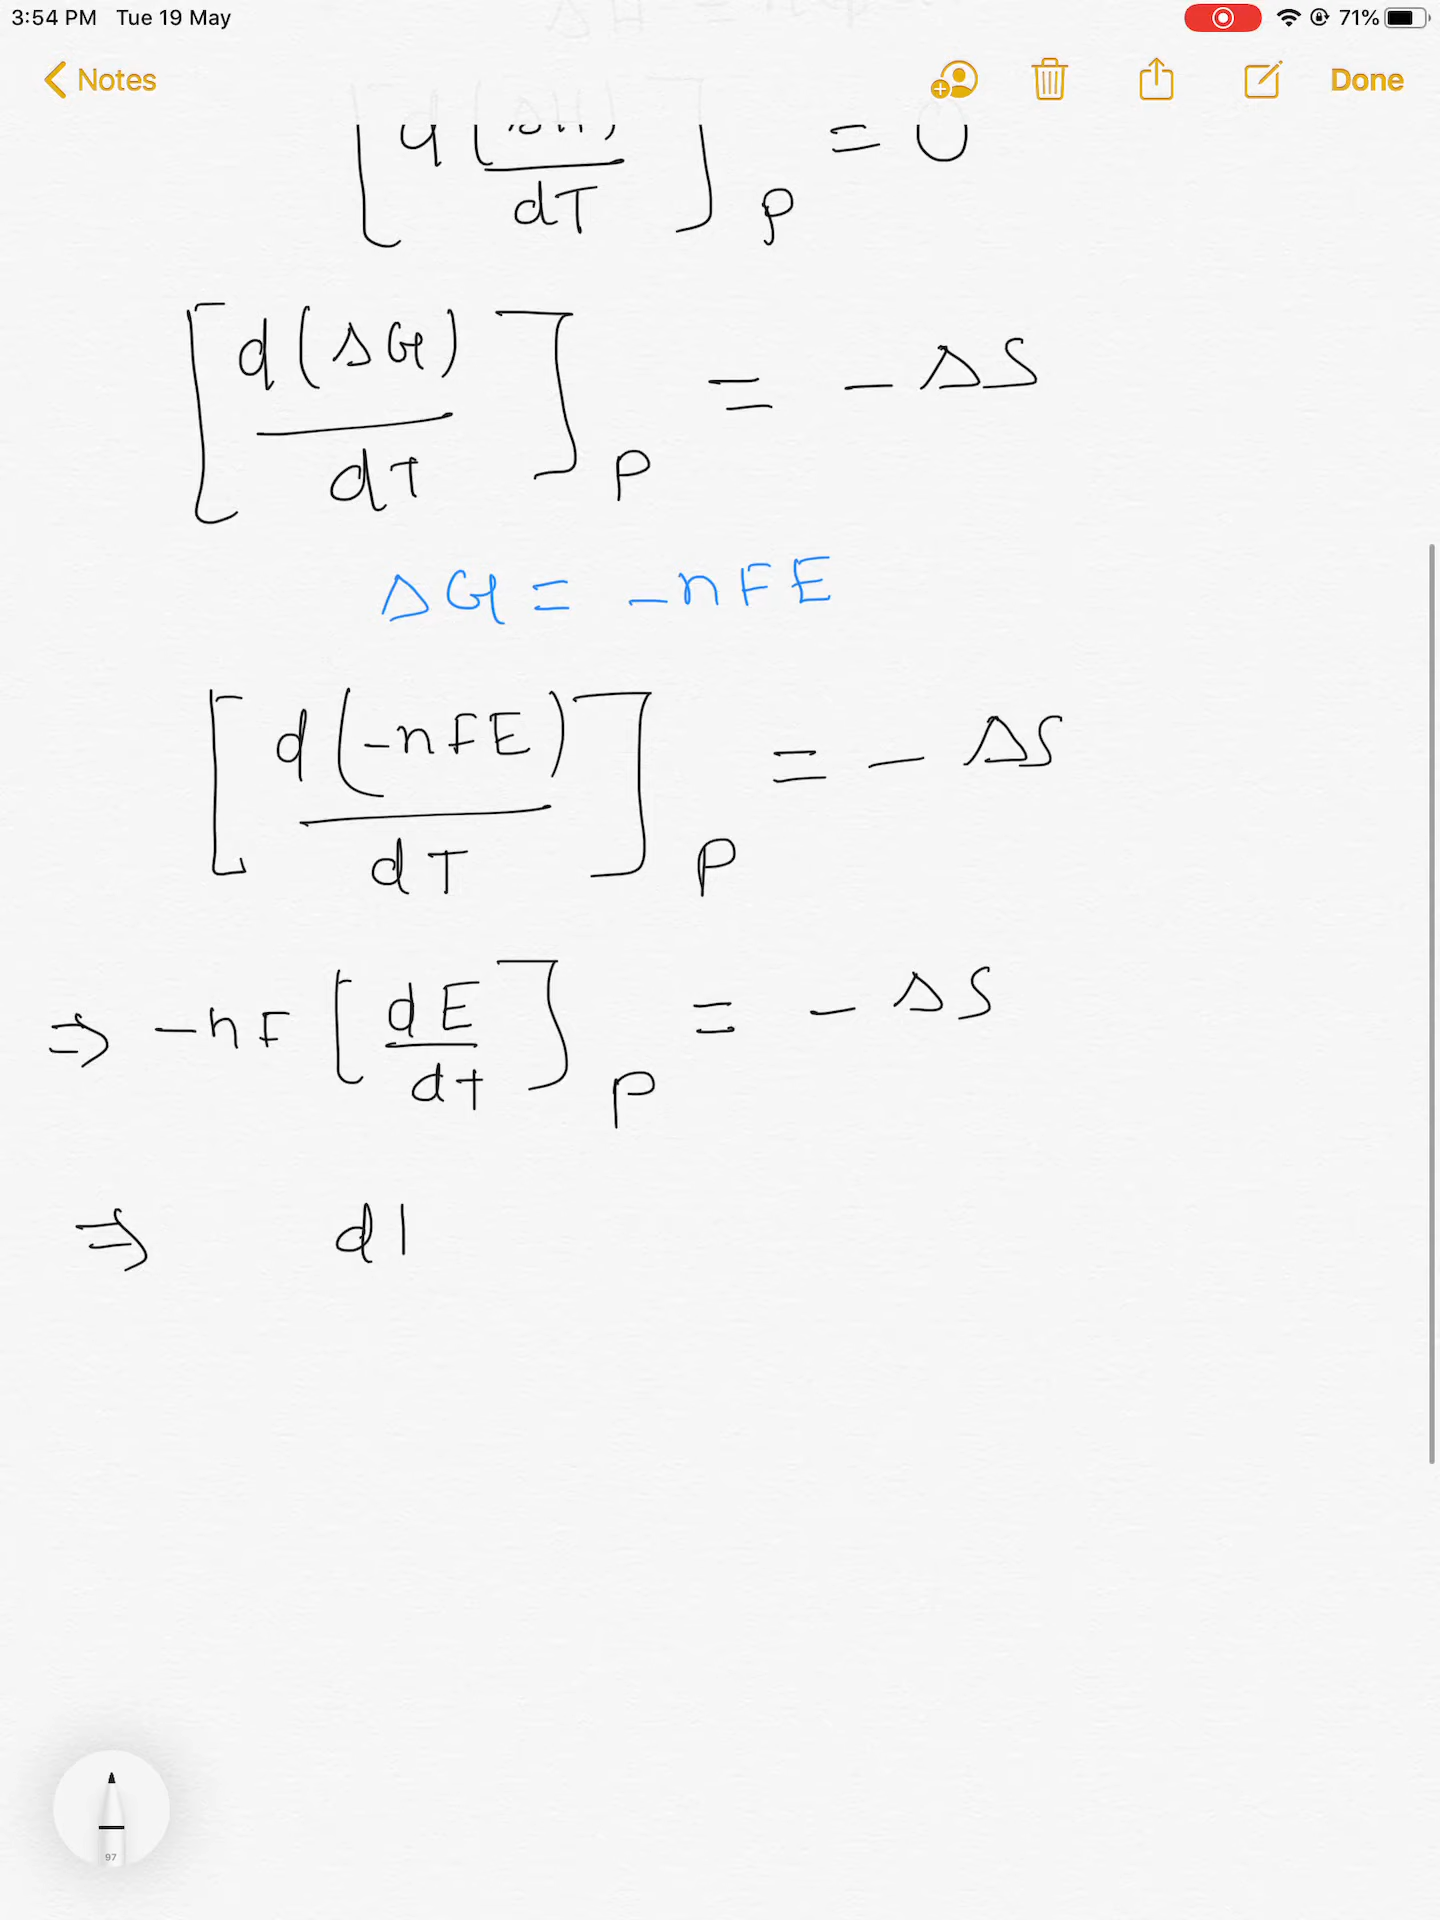 3:54 PM Tue 19 May 71%
Notes Done
dT ] P = 0
[ d(ΔG) / dT ] P = - ΔS
ΔG = -nFE
[ d(-nFE) / dT ] P = - ΔS
⇒ -nF [ dE / dt ] P = - ΔS
⇒ d
97